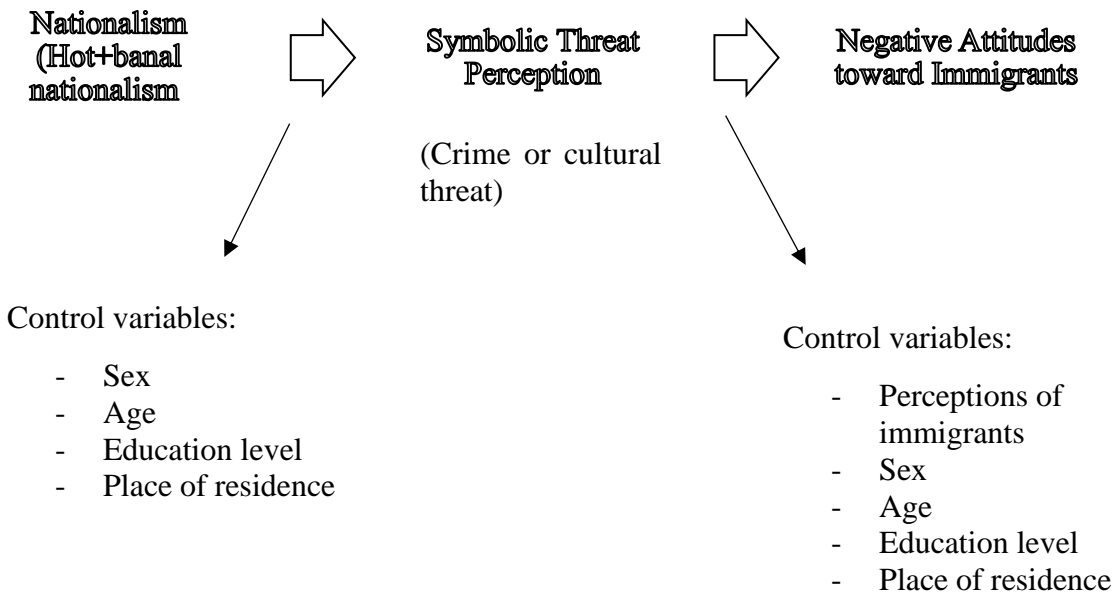 Nationalism
(Hot+banal
nationalism
Symbolic Threat
Perception
Negative Attitudes
toward Immigrants
(Crime or cultural
threat)
Control variables:
- Sex
- Age
- Education level
- Place of residence
Control variables:
- Perceptions of
immigrants
- Sex
- Age
- Education level
- Place of residence